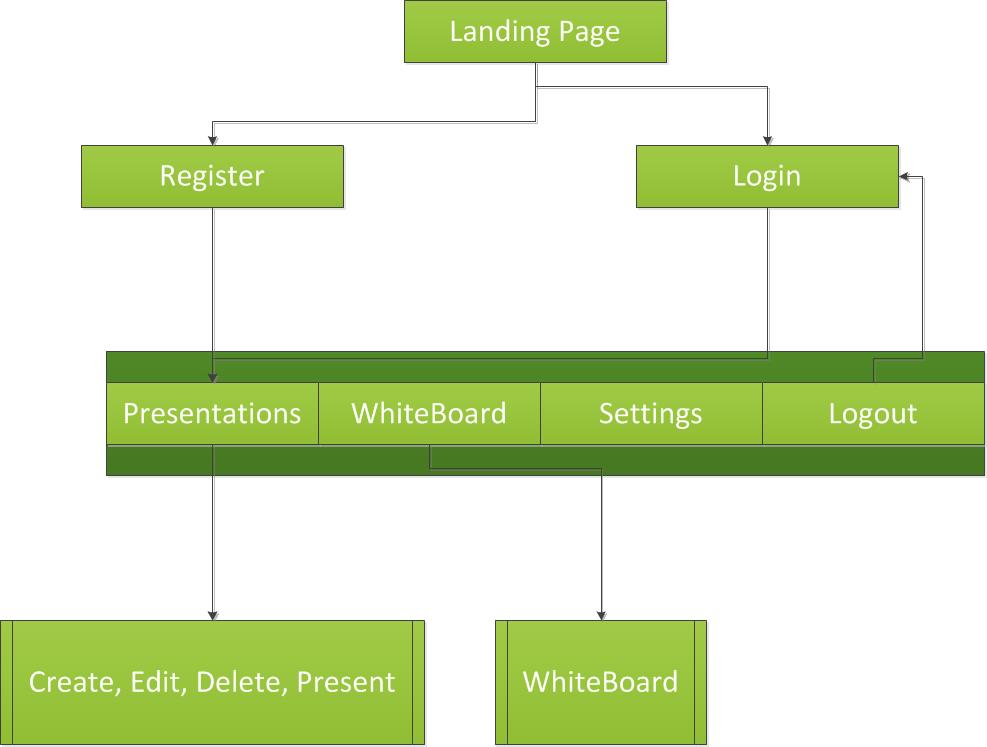 Landing Page
Register
Login
Presentations
WhiteBoard
Settings
Logout
Create, Edit, Delete, Present
WhiteBoard